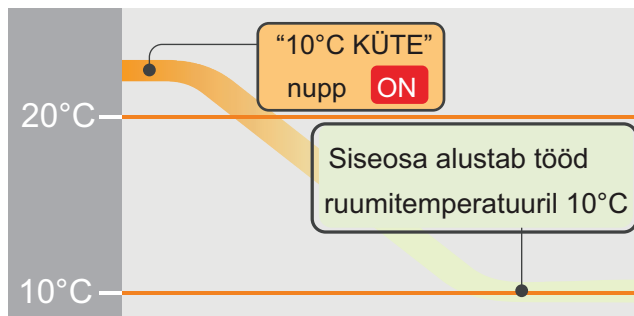 “10°C KÜTE”
nupp ON
20°C
Siseosa alustab tööd
ruumitemperatuuril 10°C
10°C